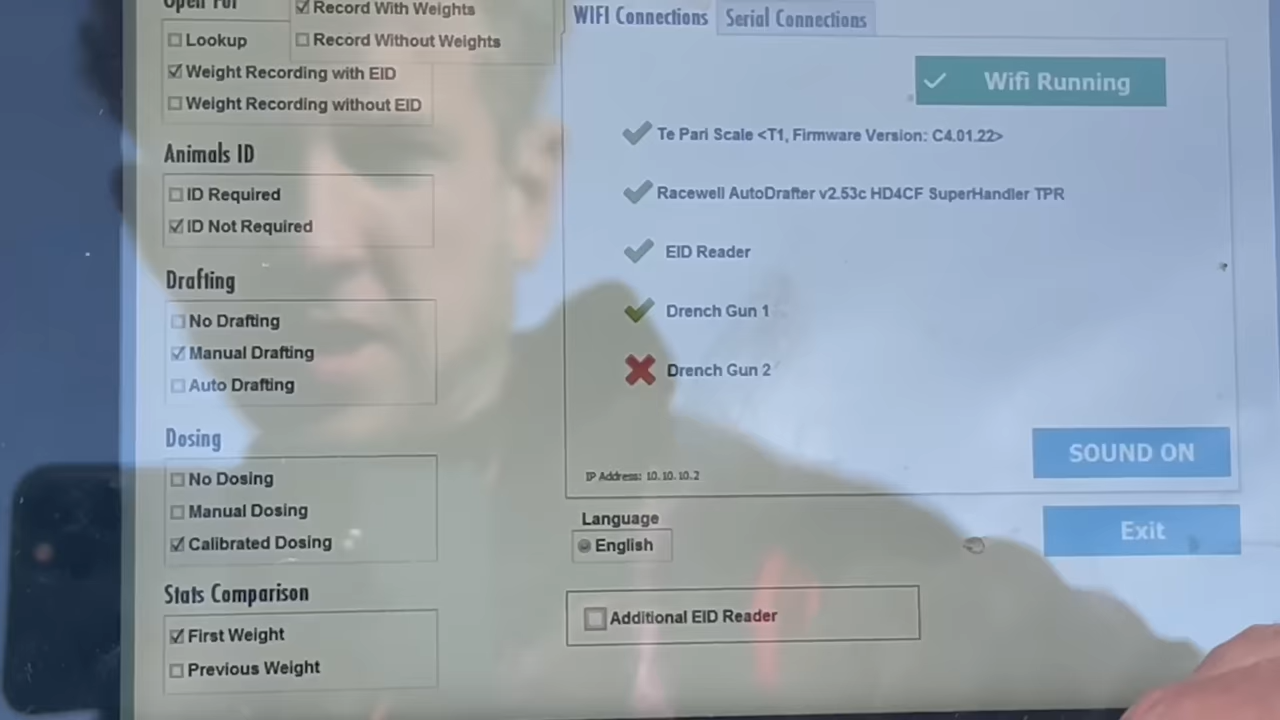 Open For
Record With Weights
Lookup
Record Without Weights
Weight Recording with EID
Weight Recording without EID
Animals ID
ID Required
ID Not Required
Drafting
No Drafting
Manual Drafting
Auto Drafting
Dosing
No Dosing
Manual Dosing
Calibrated Dosing
Stats Comparison
First Weight
Previous Weight
WIFI Connections
Serial Connections
Wifi Running
Te Pari Scale <T1, Firmware Version: C4.01.22>
Racewell AutoDrafter v2.53c HD4CF SuperHandler TPR
EID Reader
Drench Gun 1
Drench Gun 2
SOUND ON
IP Address: 10.10.10.2
Language
English
Exit
Additional EID Reader